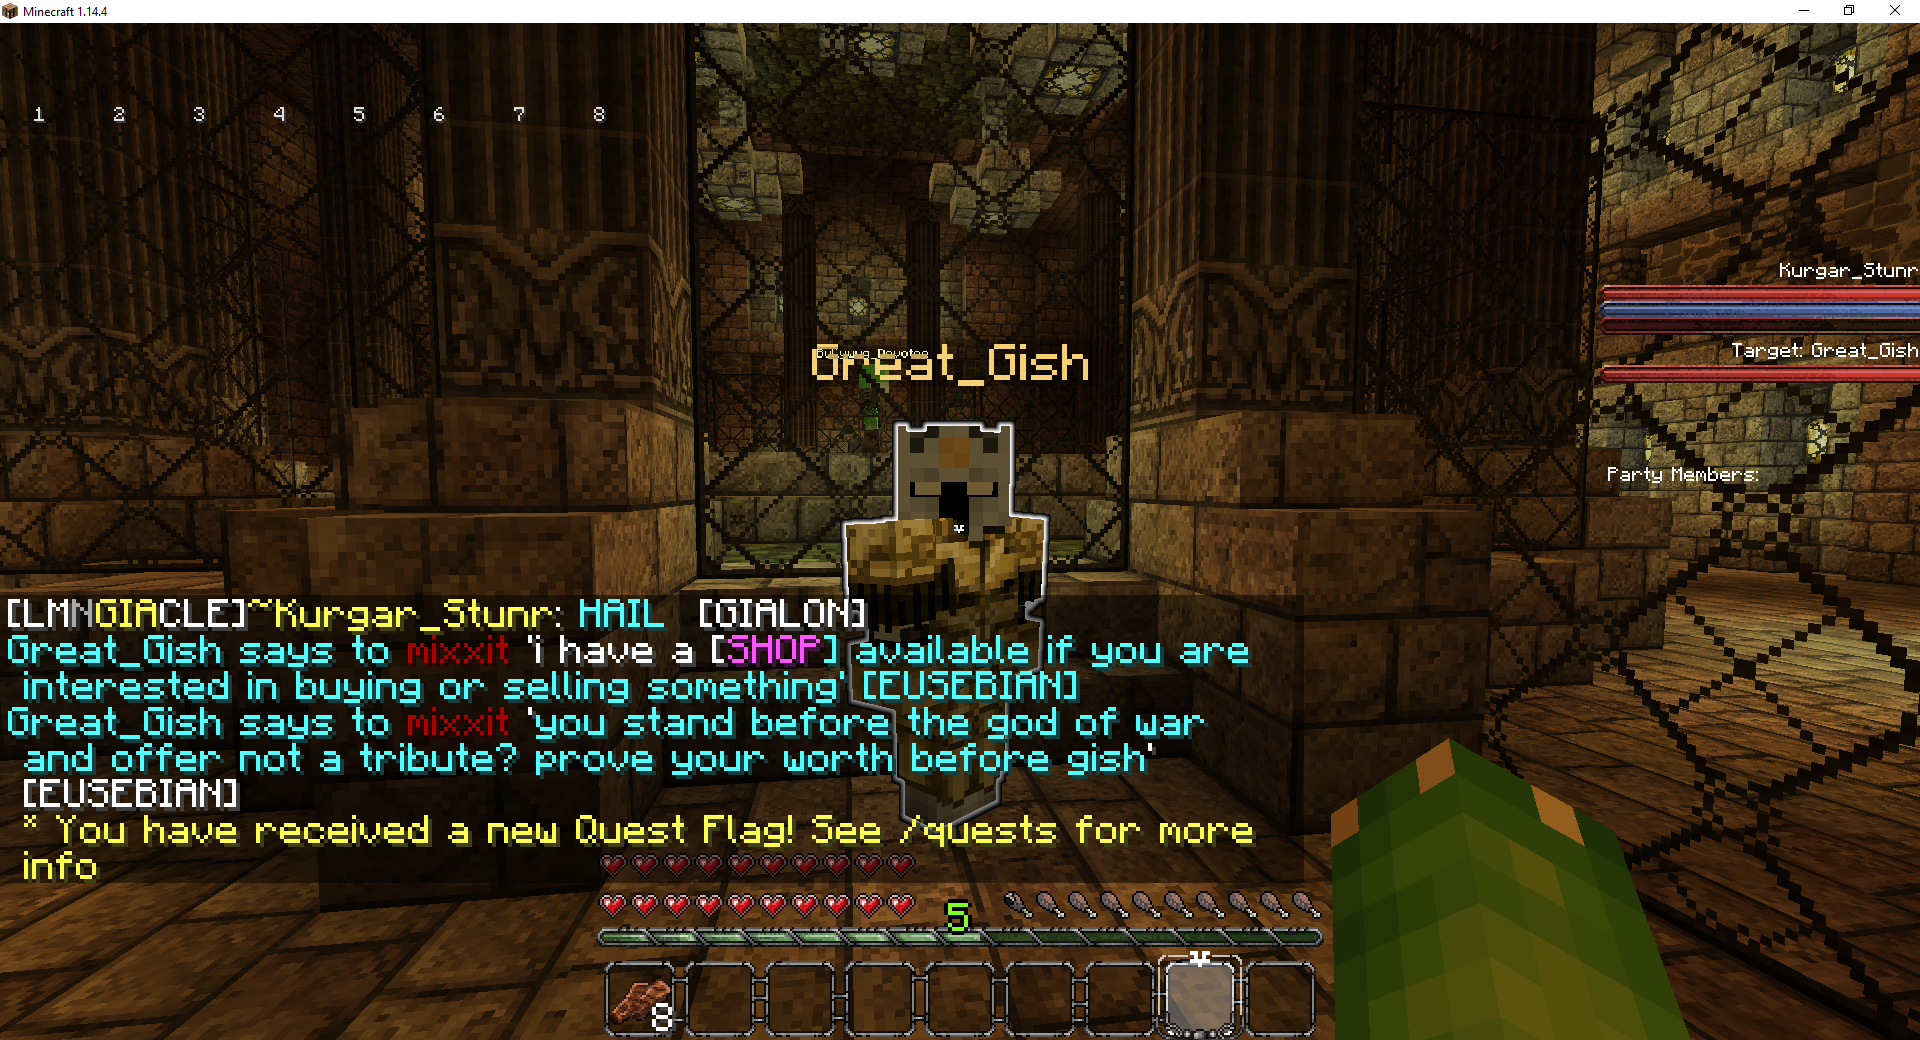 Minecraft 1.14.4
1 2 3 4 5 6 7 8
Kurgar_Stunr
Target: Great_Gish
Great_Gish
Party Members:
[LMNGIACLE]~Kurgar_Stunr: HAIL [GIALON]
Great_Gish says to mixxit 'i have a [SHOP] available if you are
interested in buying or selling something' [EUSEBIAN]
Great_Gish says to mixxit 'you stand before the god of war
and offer not a tribute? prove your worth before gish'
[EUSEBIAN]
* You have received a new Quest Flag! See /quests for more
info
5
8